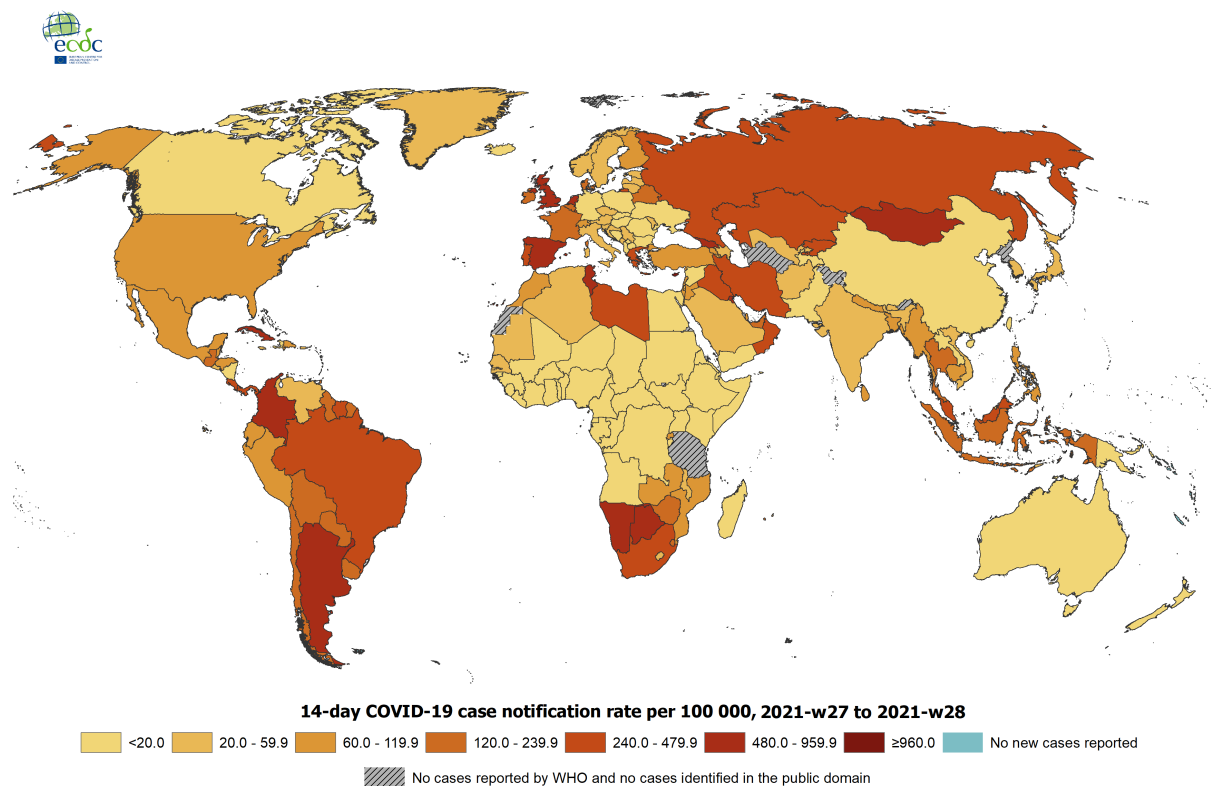 ecdc
14-day COVID-19 case notification rate per 100 000, 2021-w27 to 2021-w28
<20.0 20.0 - 59.9 60.0 - 119.9 120.0 - 239.9 240.0 - 479.9 480.0 - 959.9 ≥960.0 No new cases reported
No cases reported by WHO and no cases identified in the public domain